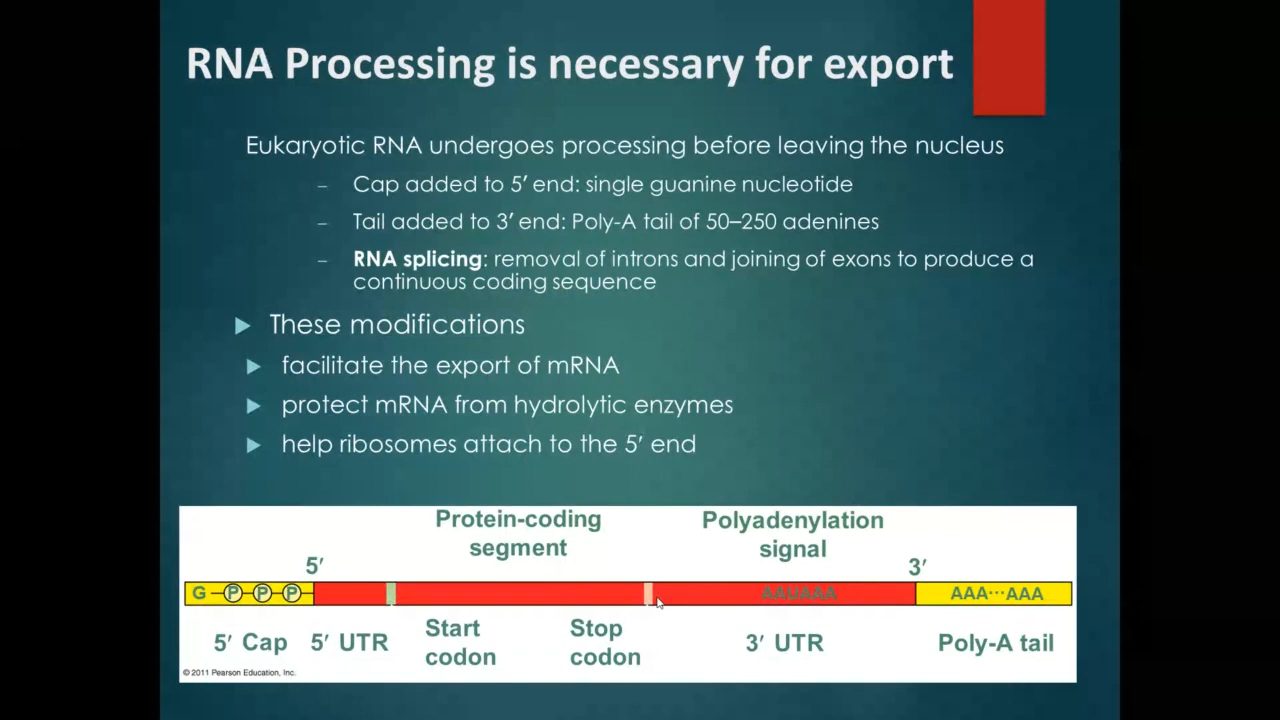 RNA Processing is necessary for export
Eukaryotic RNA undergoes processing before leaving the nucleus
– Cap added to 5′ end: single guanine nucleotide
– Tail added to 3′ end: Poly-A tail of 50–250 adenines
– RNA splicing: removal of introns and joining of exons to produce a
continuous coding sequence
These modifications
facilitate the export of mRNA
protect mRNA from hydrolytic enzymes
help ribosomes attach to the 5′ end
Protein-coding
segment
Polyadenylation
signal
5′
3′
G P P P
AAUAAA
AAA···AAA
5′ Cap
5′ UTR
Start
codon
Stop
codon
3′ UTR
Poly-A tail
© 2011 Pearson Education, Inc.